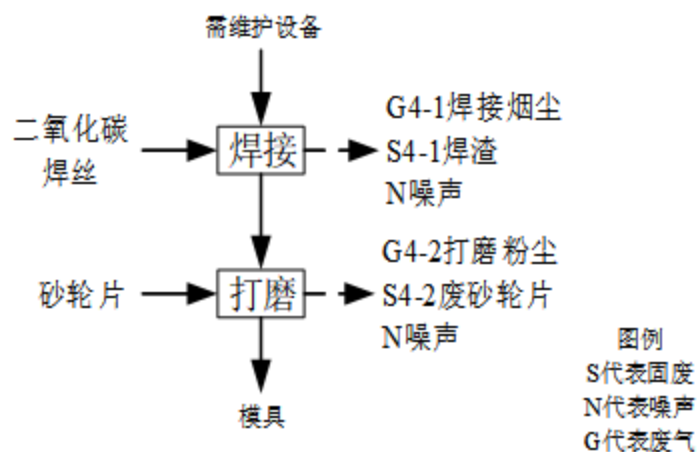 需维护设备
二氧化碳
焊丝
焊接
G4-1焊接烟尘
S4-1焊渣
N噪声
砂轮片
打磨
G4-2打磨粉尘
S4-2废砂轮片
N噪声
模具
图例
S代表固废
N代表噪声
G代表废气